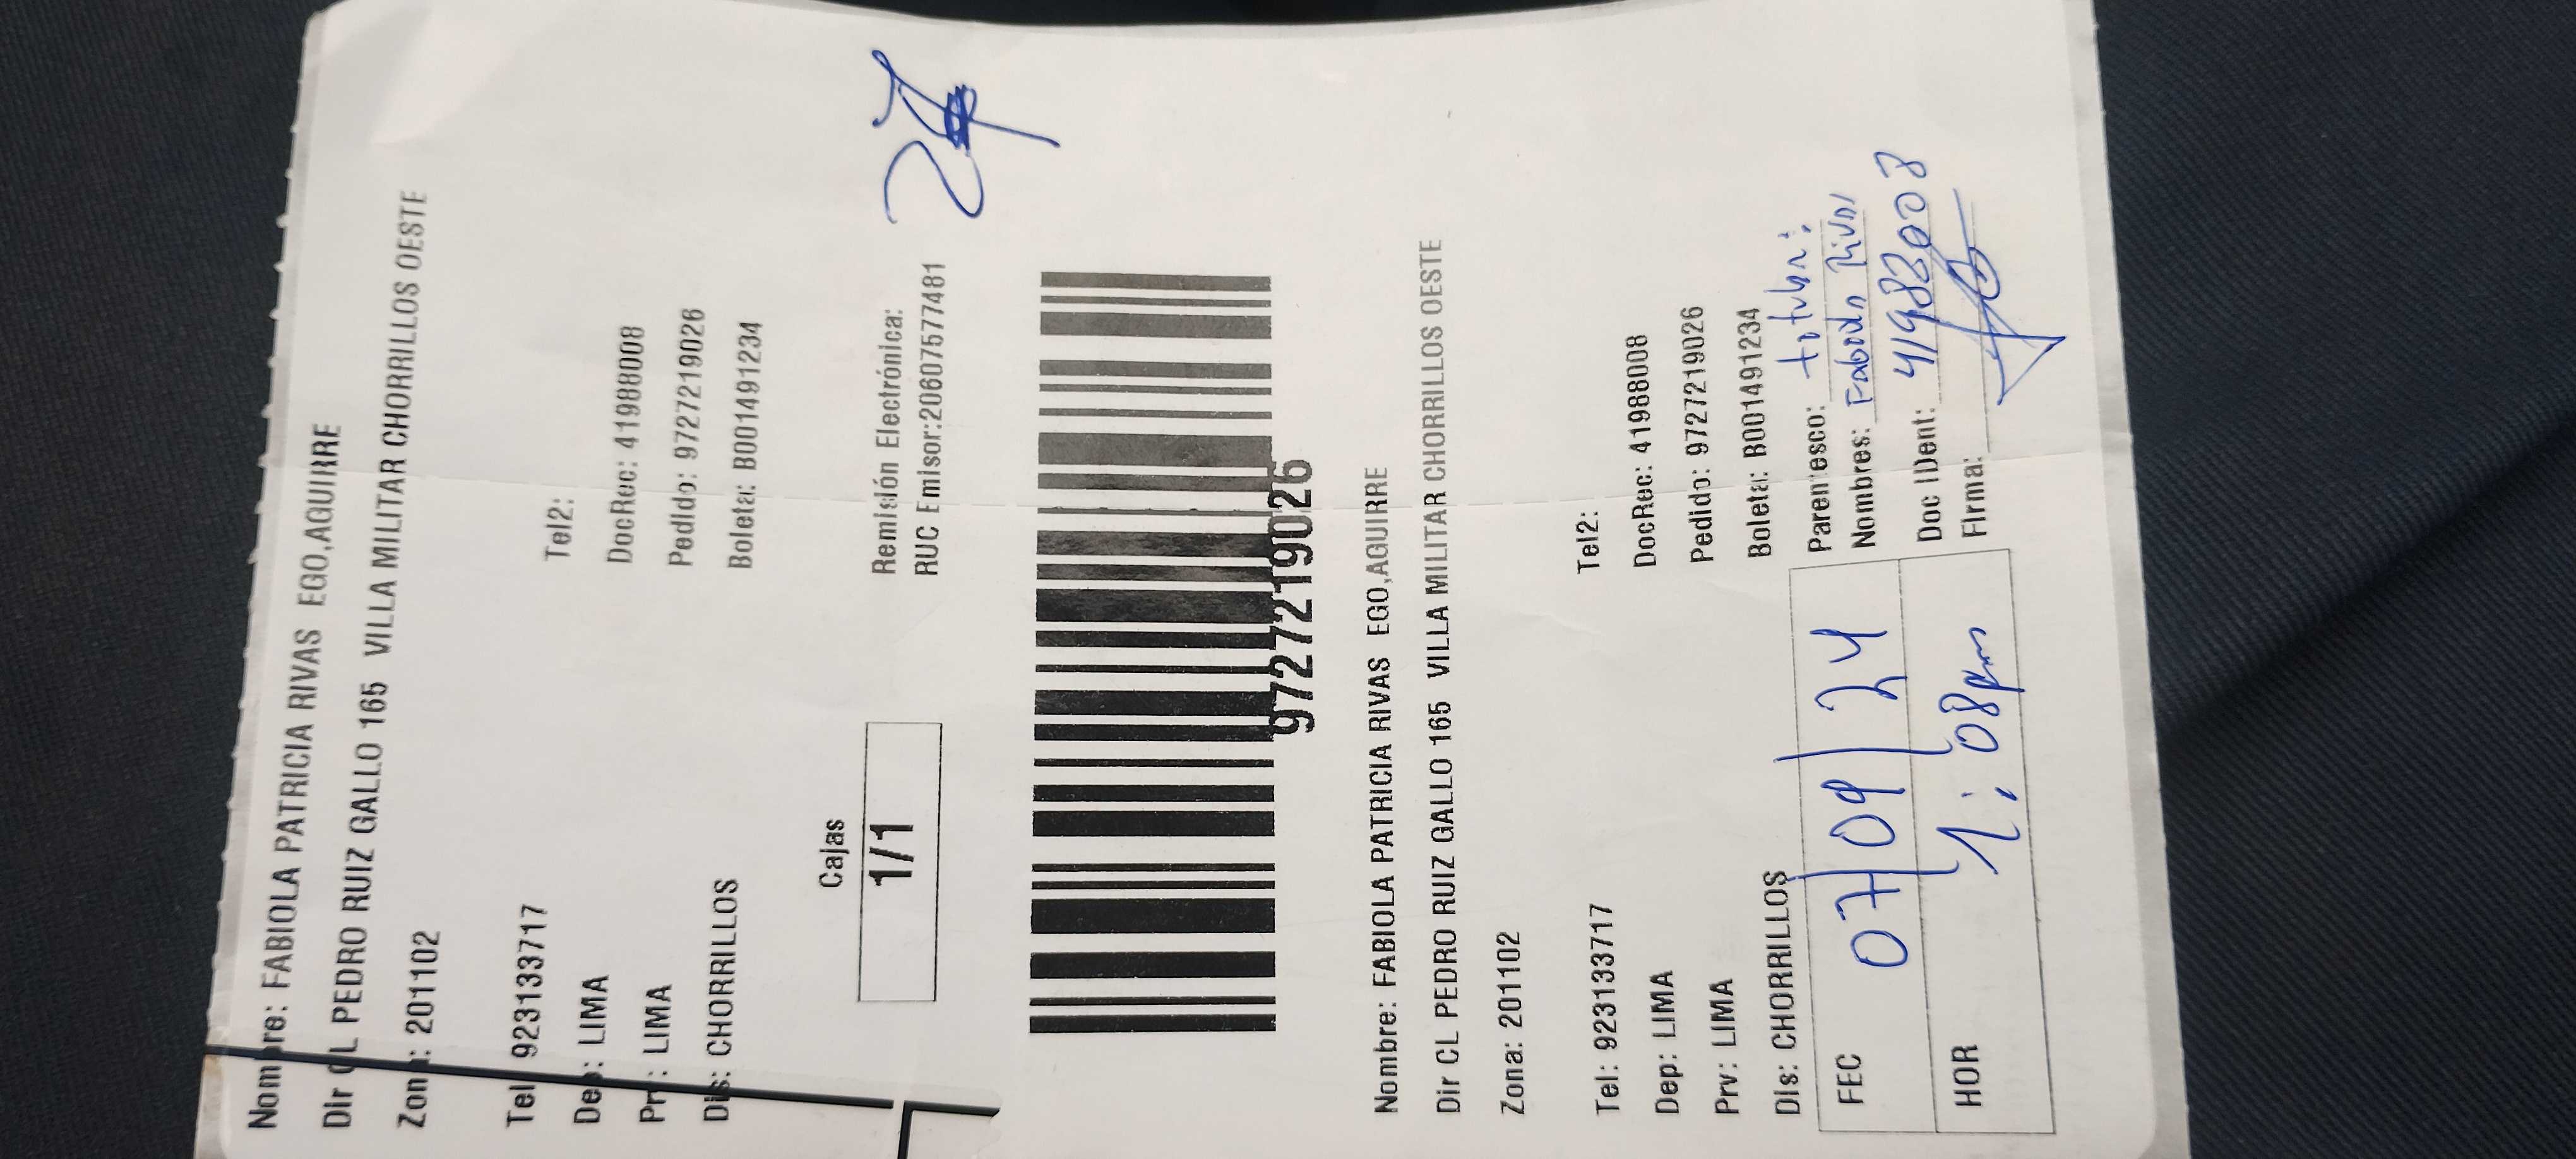 Nombre: FABIOLA PATRICIA RIVAS EGO,AGUIRRE
Dir CL PEDRO RUIZ GALLO 165 VILLA MILITAR CHORRILLOS OESTE
Zona: 201102
Tel: 923133717 Tel2:
Dep: LIMA DocRec: 41988008
Prv: LIMA Pedido: 9727219026
Dis: CHORRILLOS Boleta: B001491234
Cajas
1/1
Remisión Electrónica:
RUC Emisor:20607577481
27
9727219026
Nombre: FABIOLA PATRICIA RIVAS EGO,AGUIRRE
Dir CL PEDRO RUIZ GALLO 165 VILLA MILITAR CHORRILLOS OESTE
Zona: 201102
Tel: 923133717 Tel2:
Dep: LIMA DocRec: 41988008
Prv: LIMA Pedido: 9727219026
Dis: CHORRILLOS Boleta: B001491234
FEC 07/09/24
HOR 1:08pm
Parentesco:
Nombres: Fabiola Rivas
Doc IDent: 41988008
Firma: